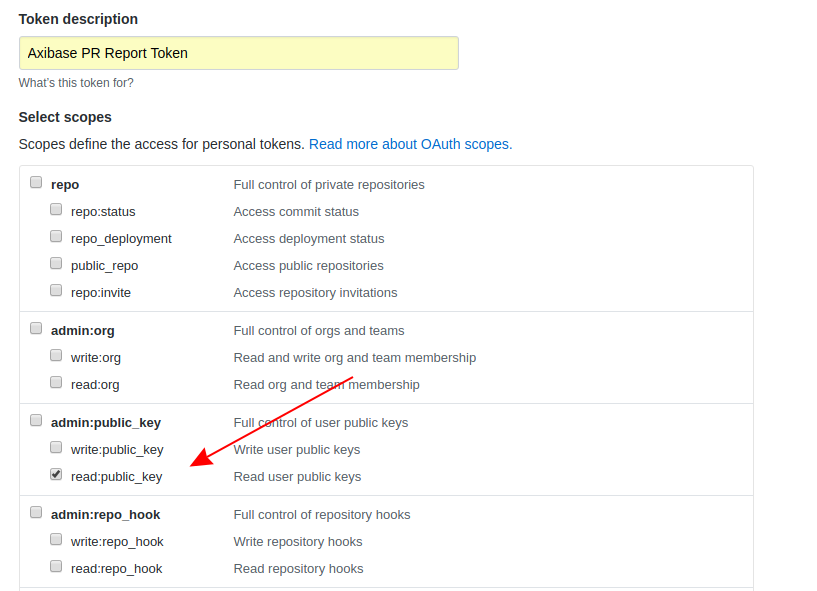 Token description
Axibase PR Report Token
What's this token for?
Select scopes
Scopes define the access for personal tokens. Read more about OAuth scopes.
repo Full control of private repositories
repo:status Access commit status
repo_deployment Access deployment status
public_repo Access public repositories
repo:invite Access repository invitations
admin:org Full control of orgs and teams
write:org Read and write org and team membership
read:org Read org and team membership
admin:public_key Full control of user public keys
write:public_key Write user public keys
read:public_key Read user public keys
admin:repo_hook Full control of repository hooks
write:repo_hook Write repository hooks
read:repo_hook Read repository hooks